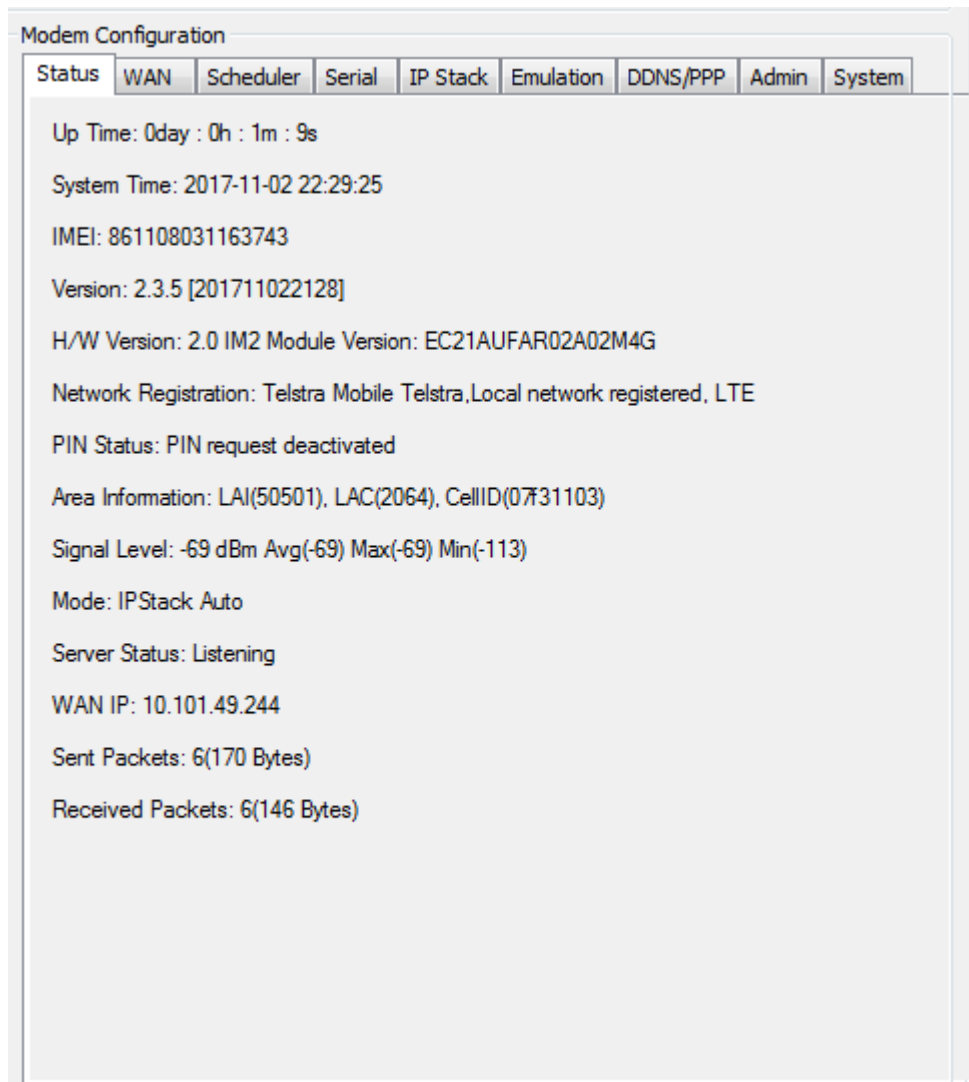 Modem Configuration
Status WAN Scheduler Serial IP Stack Emulation DDNS/PPP Admin System
Up Time: 0day : 0h : 1m : 9s
System Time: 2017-11-02 22:29:25
IMEI: 861108031163743
Version: 2.3.5 [201711022128]
H/W Version: 2.0 IM2 Module Version: EC21AUFAR02A02M4G
Network Registration: Telstra Mobile Telstra,Local network registered, LTE
PIN Status: PIN request deactivated
Area Information: LAI(50501), LAC(2064), CellID(07f31103)
Signal Level: -69 dBm Avg(-69) Max(-69) Min(-113)
Mode: IPStack Auto
Server Status: Listening
WAN IP: 10.101.49.244
Sent Packets: 6(170 Bytes)
Received Packets: 6(146 Bytes)